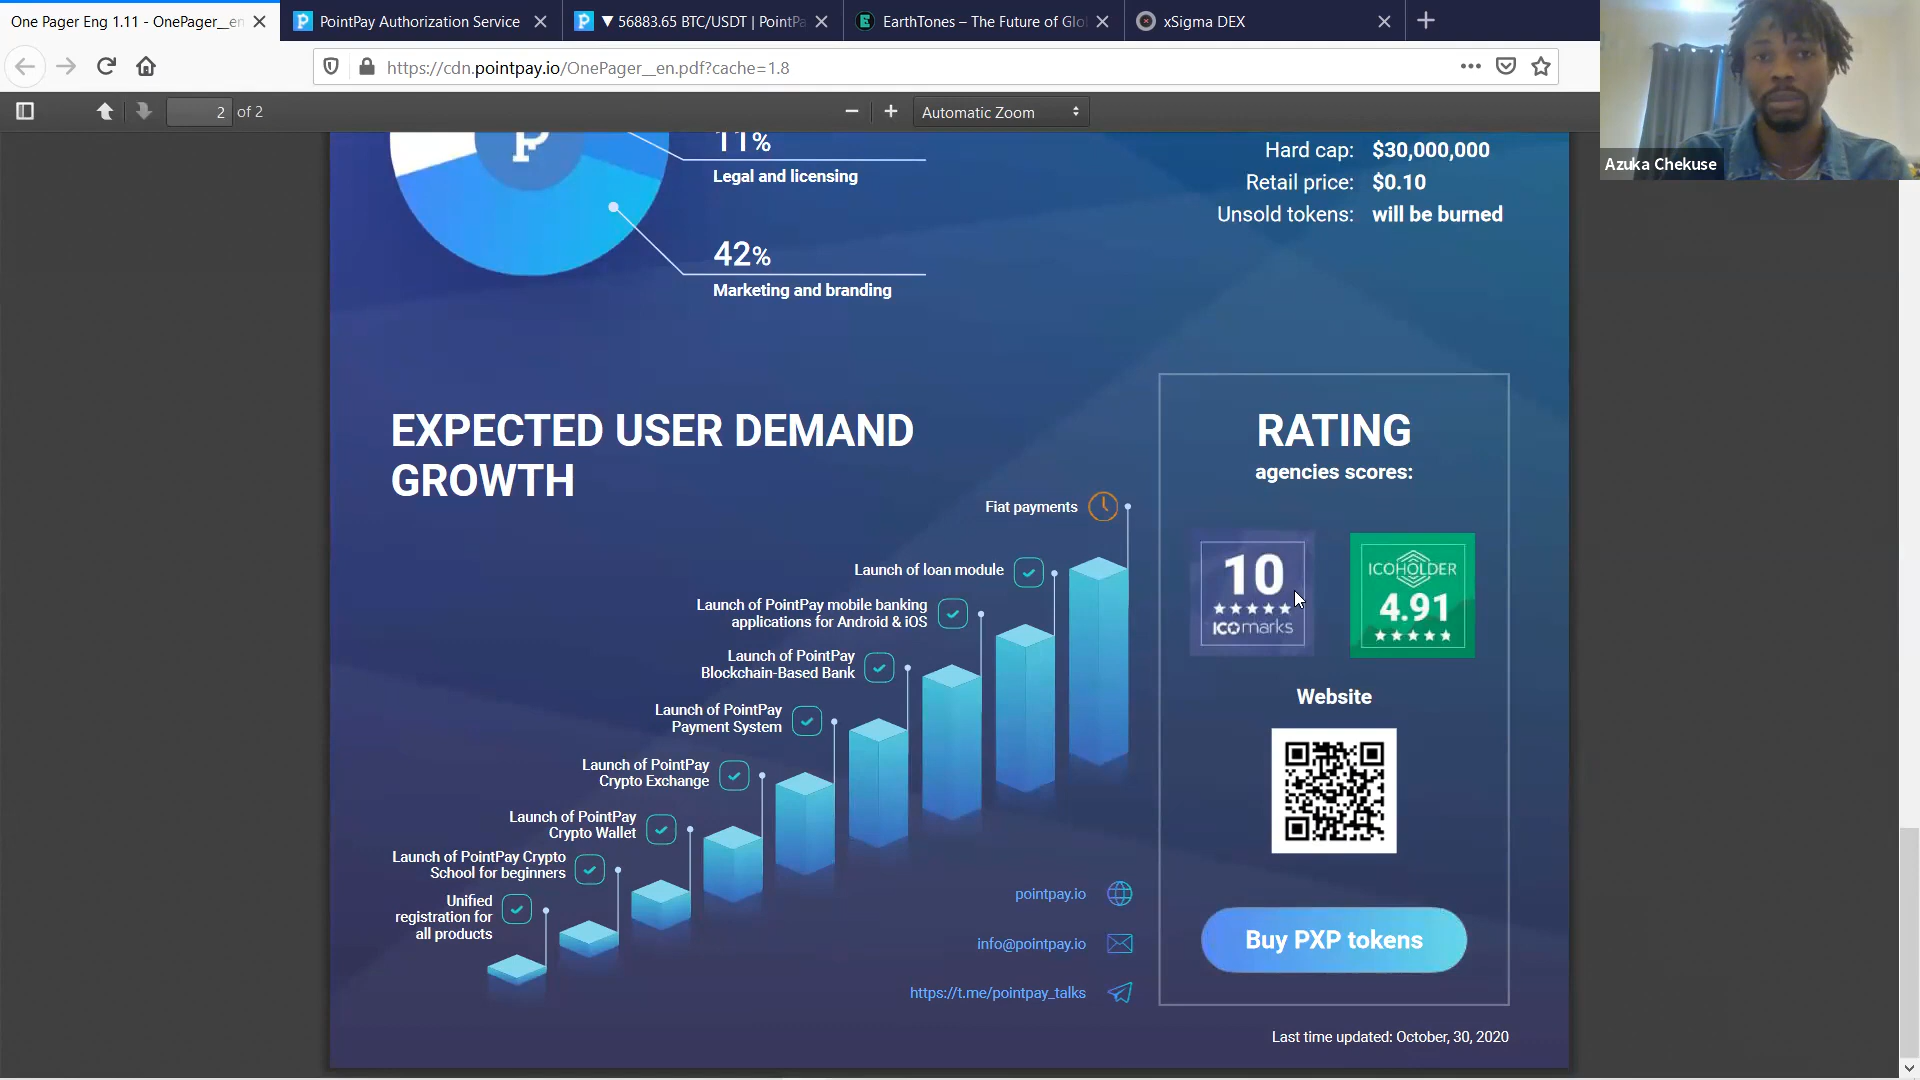 One Pager Eng 1.11 - OnePager__en
PointPay Authorization Service
▼ 56883.65 BTC/USDT | PointPa
EarthTones – The Future of Glo
xSigma DEX
https://cdn.pointpay.io/OnePager__en.pdf?cache=1.8
2 of 2
Automatic Zoom
Azuka Chekuse
11%
Legal and licensing
42%
Marketing and branding
Hard cap: $30,000,000
Retail price: $0.10
Unsold tokens: will be burned
EXPECTED USER DEMAND
GROWTH
Fiat payments
Launch of loan module
Launch of PointPay mobile banking
applications for Android & iOS
Launch of PointPay
Blockchain-Based Bank
Launch of PointPay
Payment System
Launch of PointPay
Crypto Exchange
Launch of PointPay
Crypto Wallet
Launch of PointPay Crypto
School for beginners
Unified
registration for
all products
pointpay.io
info@pointpay.io
https://t.me/pointpay_talks
RATING
agencies scores:
10
ICOmarks
ICOHOLDER
4.91
Website
Buy PXP tokens
Last time updated: October, 30, 2020